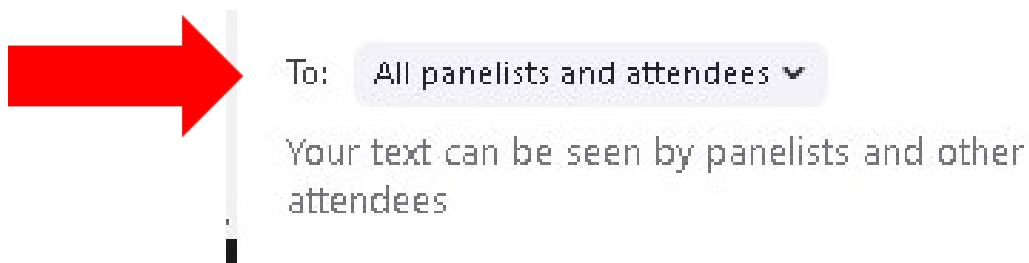 To: All panelists and attendees
Your text can be seen by panelists and other
attendees